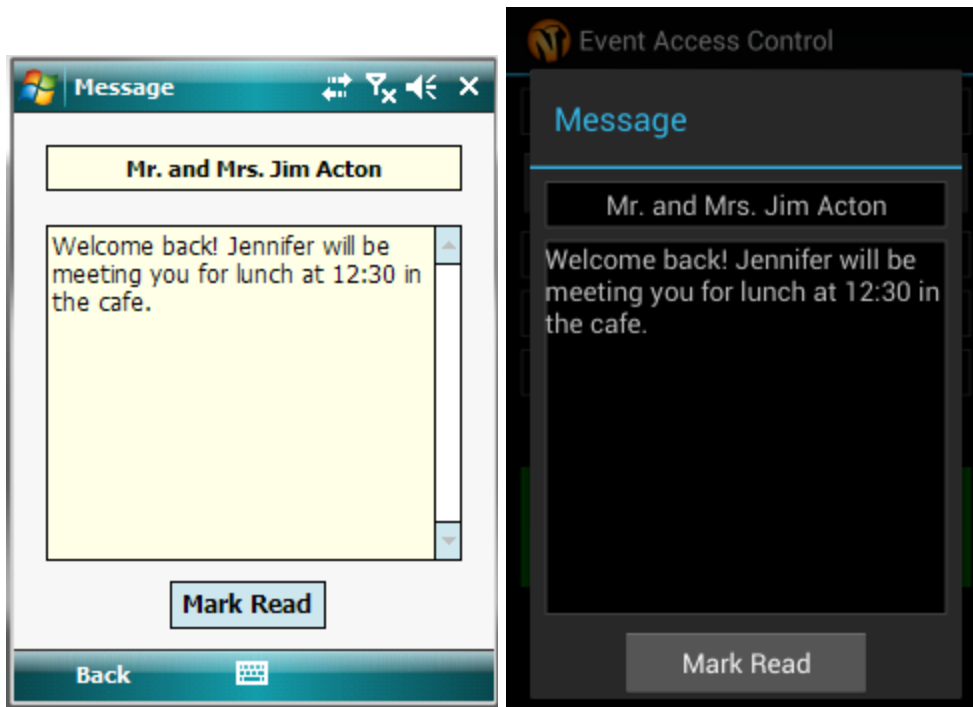 Message
Mr. and Mrs. Jim Acton
Welcome back! Jennifer will be
meeting you for lunch at 12:30 in
the cafe.
Mark Read
Back
Event Access Control
Message
Mr. and Mrs. Jim Acton
Welcome back! Jennifer will be
meeting you for lunch at 12:30 in
the cafe.
Mark Read